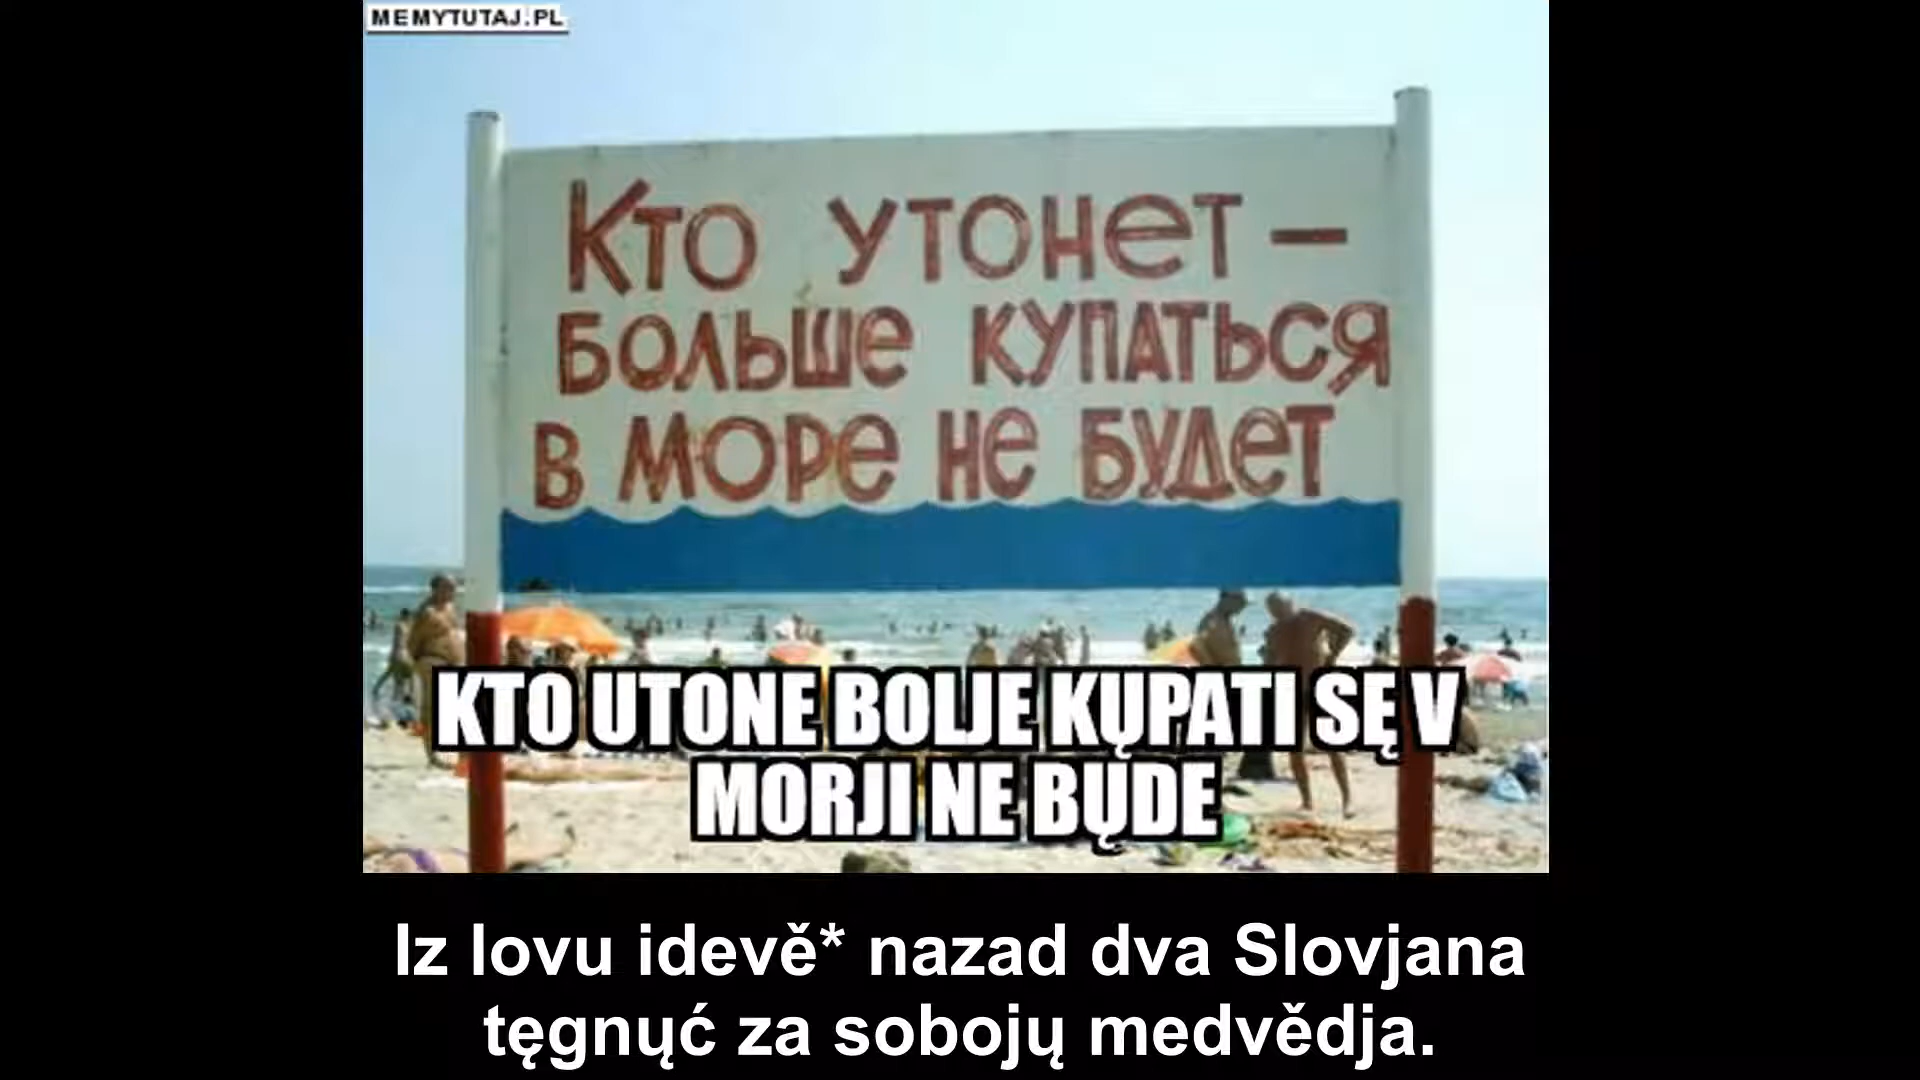 MEMYTUTAJ.PL
Кто утонет –
больше купаться
в море не будет
KTO UTONE BOLJE KŲPATI SĘ V
MORJI NE BŲDE
Iz lovu idevě* nazad dva Slovjana
tęgnųć za sobojų medvědja.